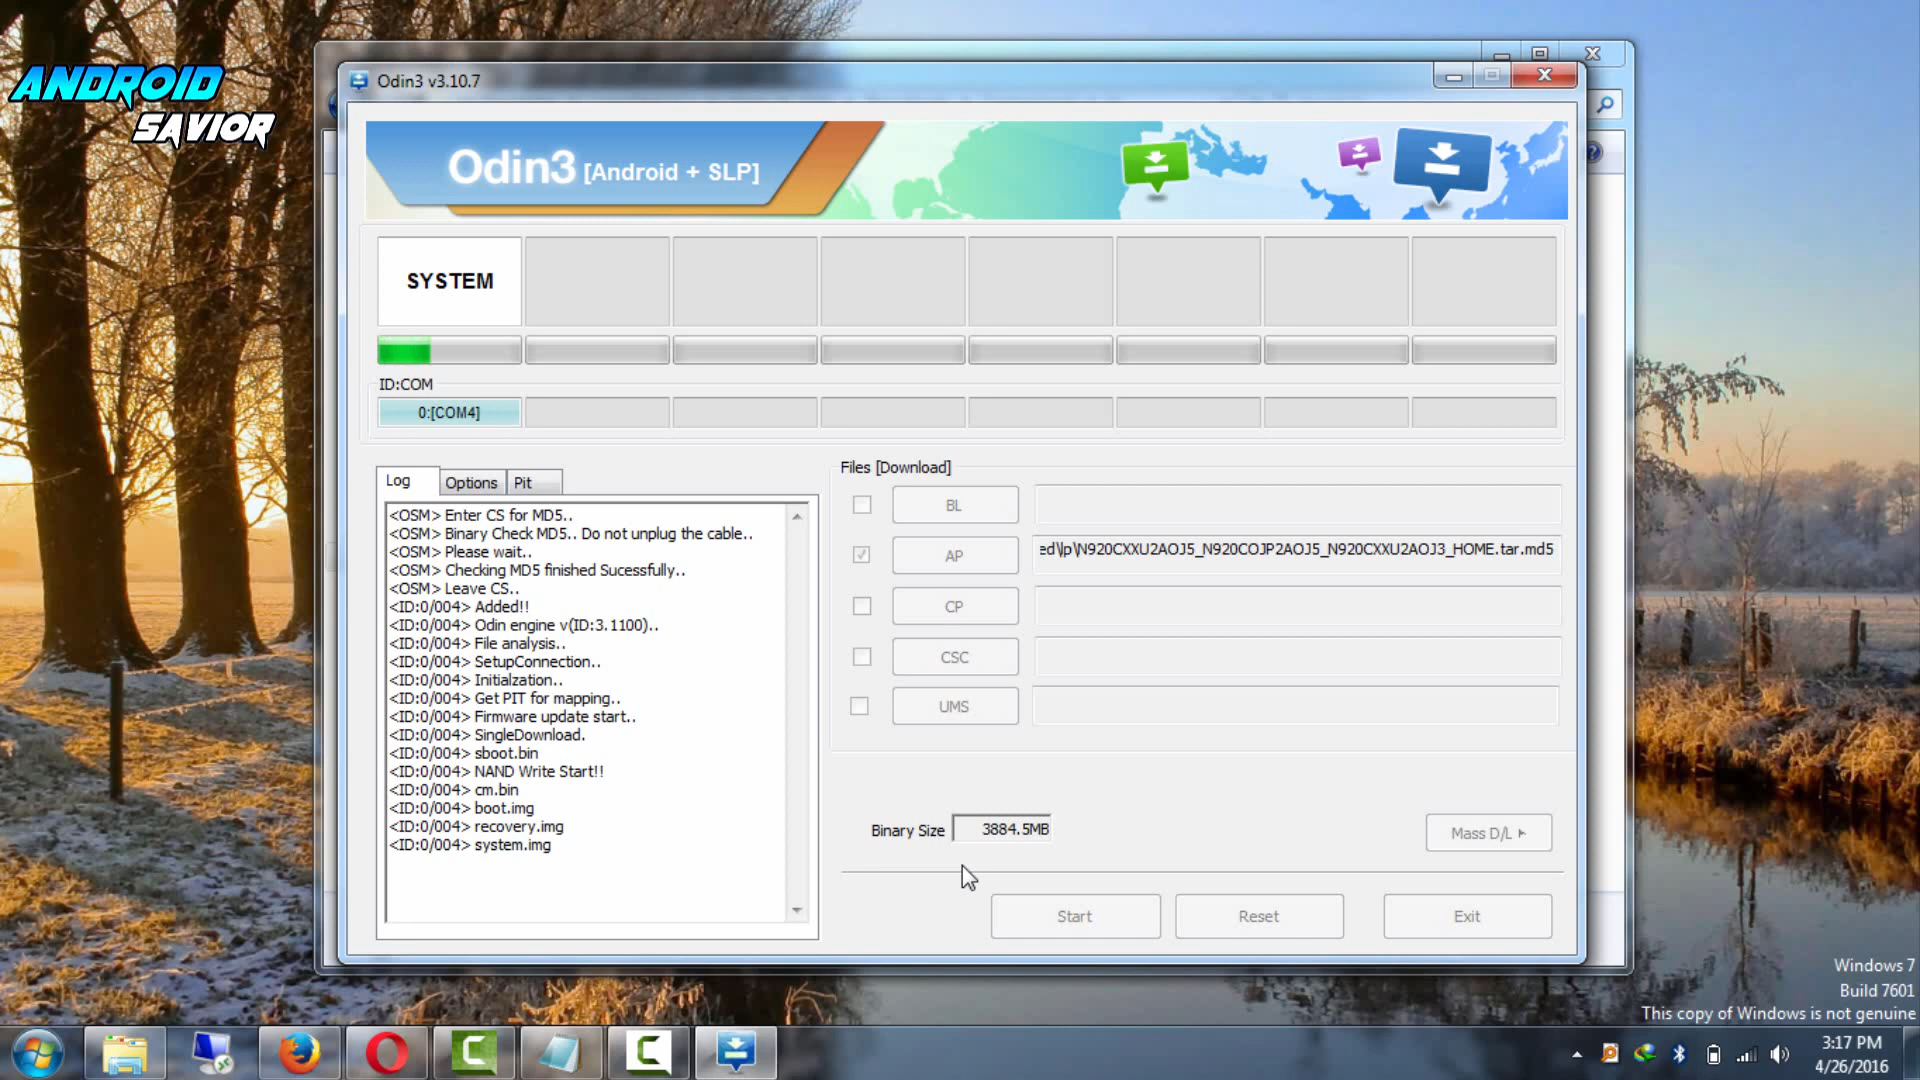 ANDROID
SAVIOR
Odin3 v3.10.7
Odin3 [Android + SLP]
SYSTEM
ID:COM
0:[COM4]
Log Options Pit
<OSM> Enter CS for MD5..
<OSM> Binary Check MD5.. Do not unplug the cable..
<OSM> Please wait..
<OSM> Checking MD5 finished Sucessfully..
<OSM> Leave CS..
<ID:0/004> Added!!
<ID:0/004> Odin engine v(ID:3.1100)..
<ID:0/004> File analysis..
<ID:0/004> SetupConnection..
<ID:0/004> Initialzation..
<ID:0/004> Get PIT for mapping..
<ID:0/004> Firmware update start..
<ID:0/004> SingleDownload.
<ID:0/004> sboot.bin
<ID:0/004> NAND Write Start!!
<ID:0/004> cm.bin
<ID:0/004> boot.img
<ID:0/004> recovery.img
<ID:0/004> system.img
Files [Download]
BL
AP ed\lp\N920CXXU2AOJ5_N920COJP2AOJ5_N920CXXU2AOJ3_HOME.tar.md5
CP
CSC
UMS
Binary Size 3884.5MB
Mass D/L
Start Reset Exit
Windows 7
Build 7601
This copy of Windows is not genuine
3:17 PM
4/26/2016